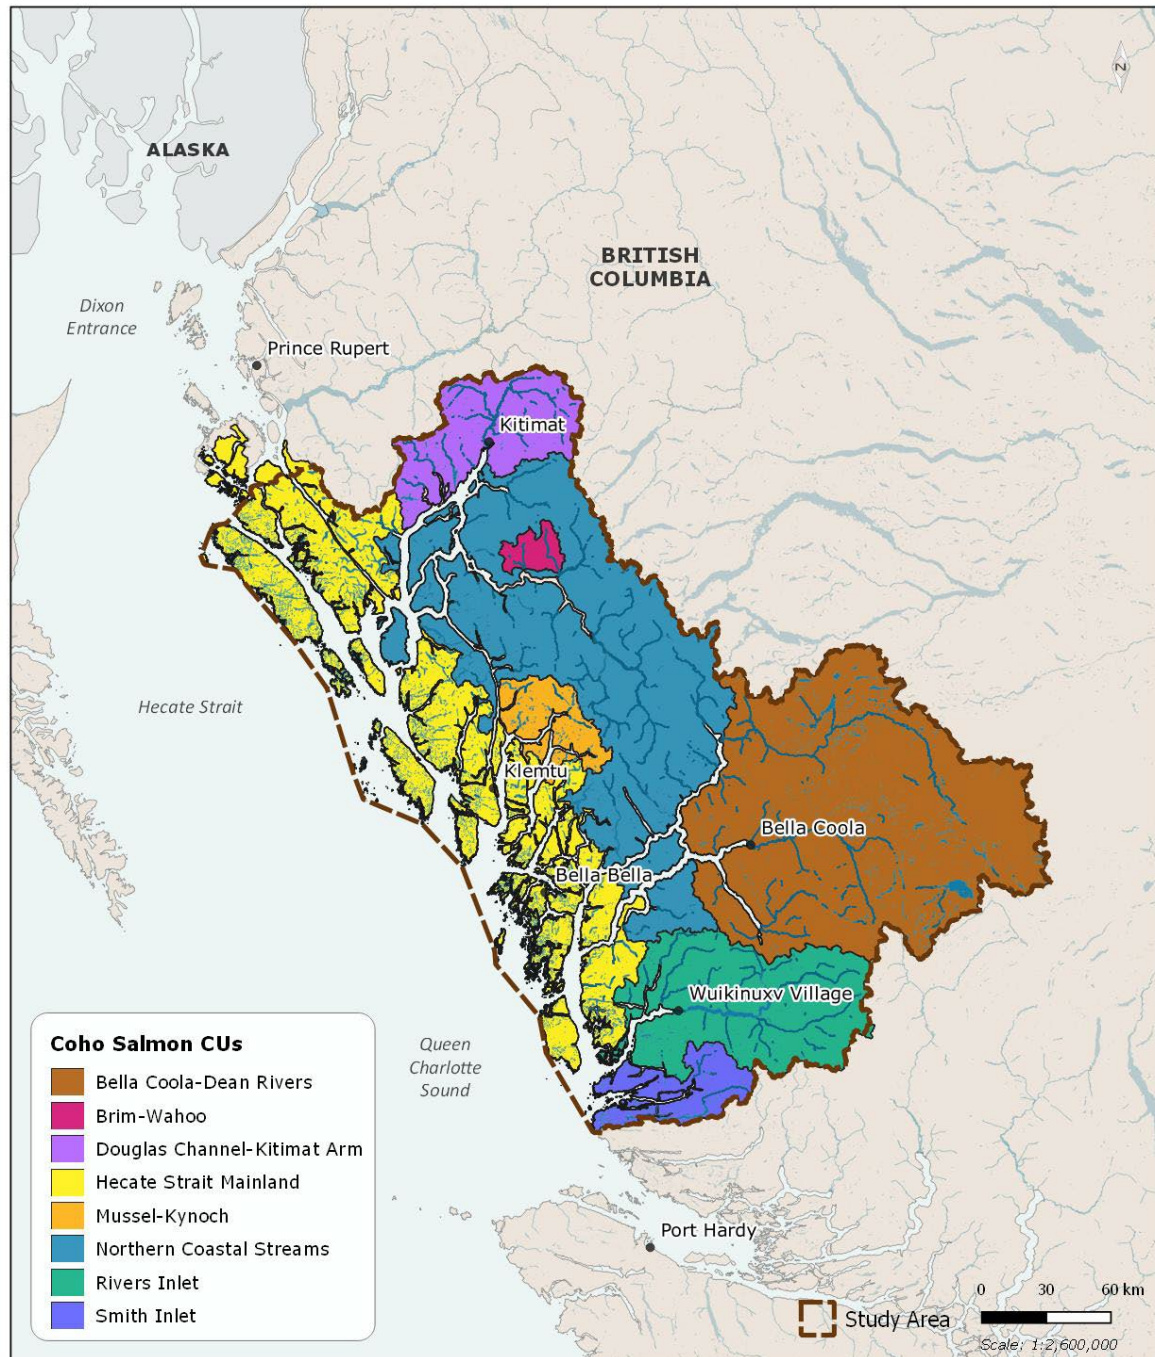 N
ALASKA
BRITISH
COLUMBIA
Dixon
Entrance
Prince Rupert
Kitimat
Hecate Strait
Klemtu
Bella Coola
Bella Bella
Wuikinuxv Village
Queen
Charlotte
Sound
Coho Salmon CUs
Bella Coola-Dean Rivers
Brim-Wahoo
Douglas Channel-Kitimat Arm
Hecate Strait Mainland
Mussel-Kynoch
Northern Coastal Streams
Rivers Inlet
Smith Inlet
Port Hardy
0 30 60 km
Study Area
Scale: 1:2,600,000